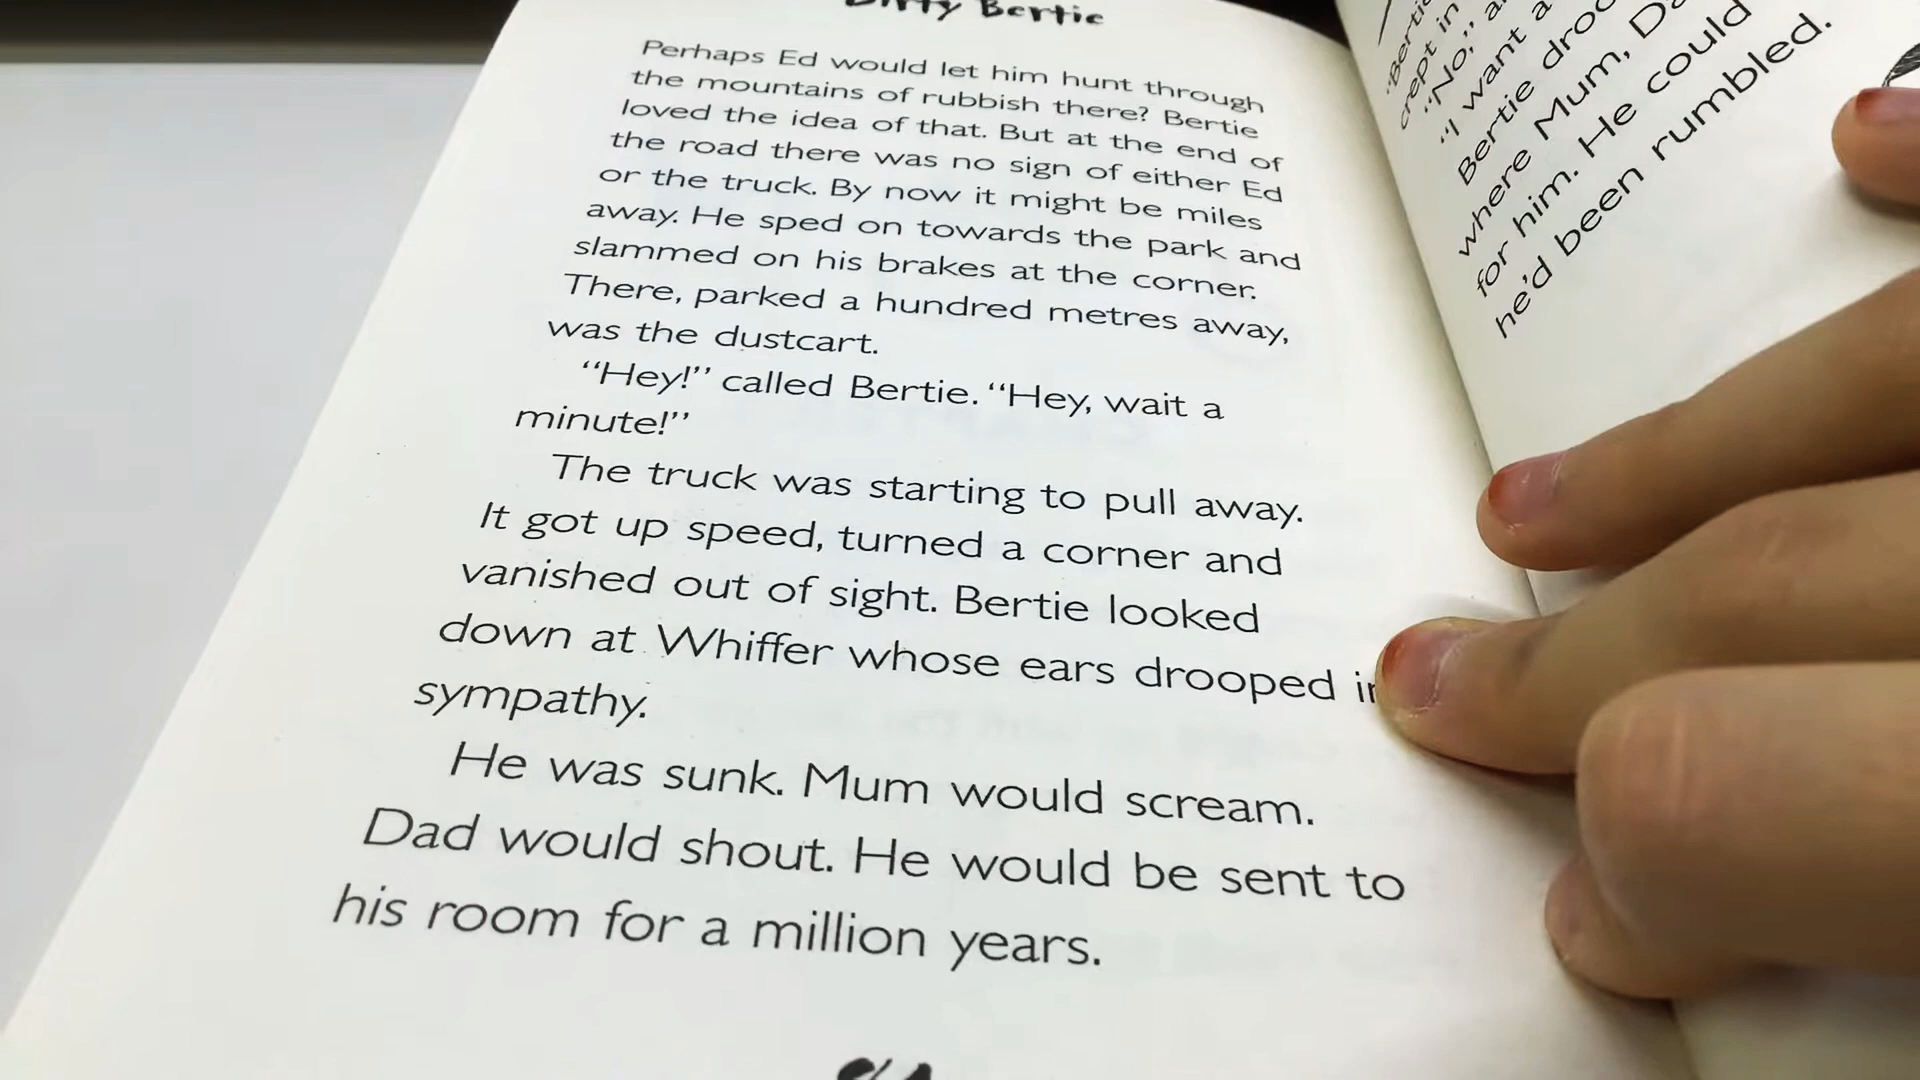 Dirty Bertie
Perhaps Ed would let him hunt through
the mountains of rubbish there? Bertie
loved the idea of that. But at the end of
the road there was no sign of either Ed
or the truck. By now it might be miles
away. He sped on towards the park and
slammed on his brakes at the corner.
There, parked a hundred metres away,
was the dustcart.
“Hey!” called Bertie. “Hey, wait a
minute!”
The truck was starting to pull away.
It got up speed, turned a corner and
vanished out of sight. Bertie looked
down at Whiffer whose ears drooped in
sympathy.
He was sunk. Mum would scream.
Dad would shout. He would be sent to
his room for a million years.
crept in
“No,”
“I want a
Bertie
where Mum,
for him. He could
he’d been rumbled.